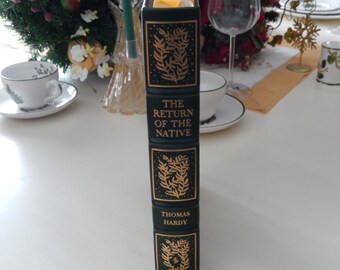 THE
RETURN
OF THE
NATIVE
THOMAS
HARDY